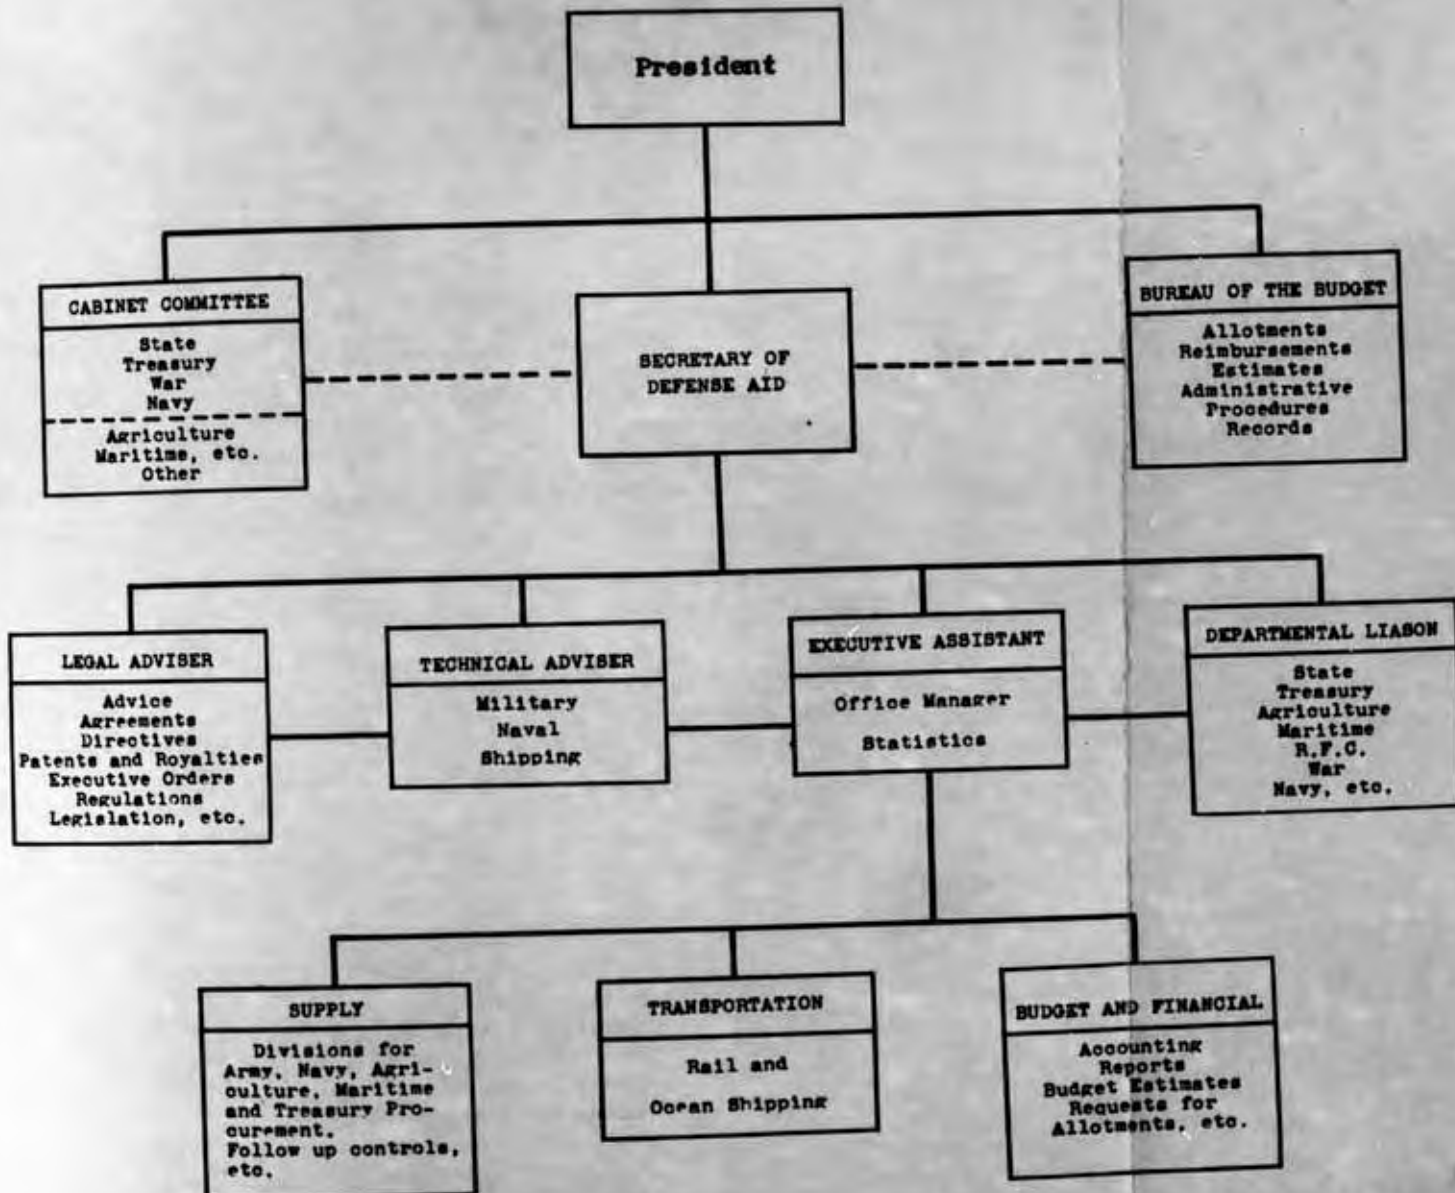 President
CABINET COMMITTEE
State
Treasury
War
Navy
Agriculture
Maritime, etc.
Other
SECRETARY OF
DEFENSE AID
BUREAU OF THE BUDGET
Allotments
Reimbursements
Estimates
Administrative
Procedures
Records
LEGAL ADVISER
Advice
Agreements
Directives
Patents and Royalties
Executive Orders
Regulations
Legislation, etc.
TECHNICAL ADVISER
Military
Naval
Shipping
EXECUTIVE ASSISTANT
Office Manager
Statistics
DEPARTMENTAL LIASON
State
Treasury
Agriculture
Maritime
R.F.C.
War
Navy, etc.
SUPPLY
Divisions for
Army, Navy, Agri-
culture, Maritime
and Treasury Pro-
curement.
Follow up controls,
etc.
TRANSPORTATION
Rail and
Ocean Shipping
BUDGET AND FINANCIAL
Accounting
Reports
Budget Estimates
Requests for
Allotments, etc.